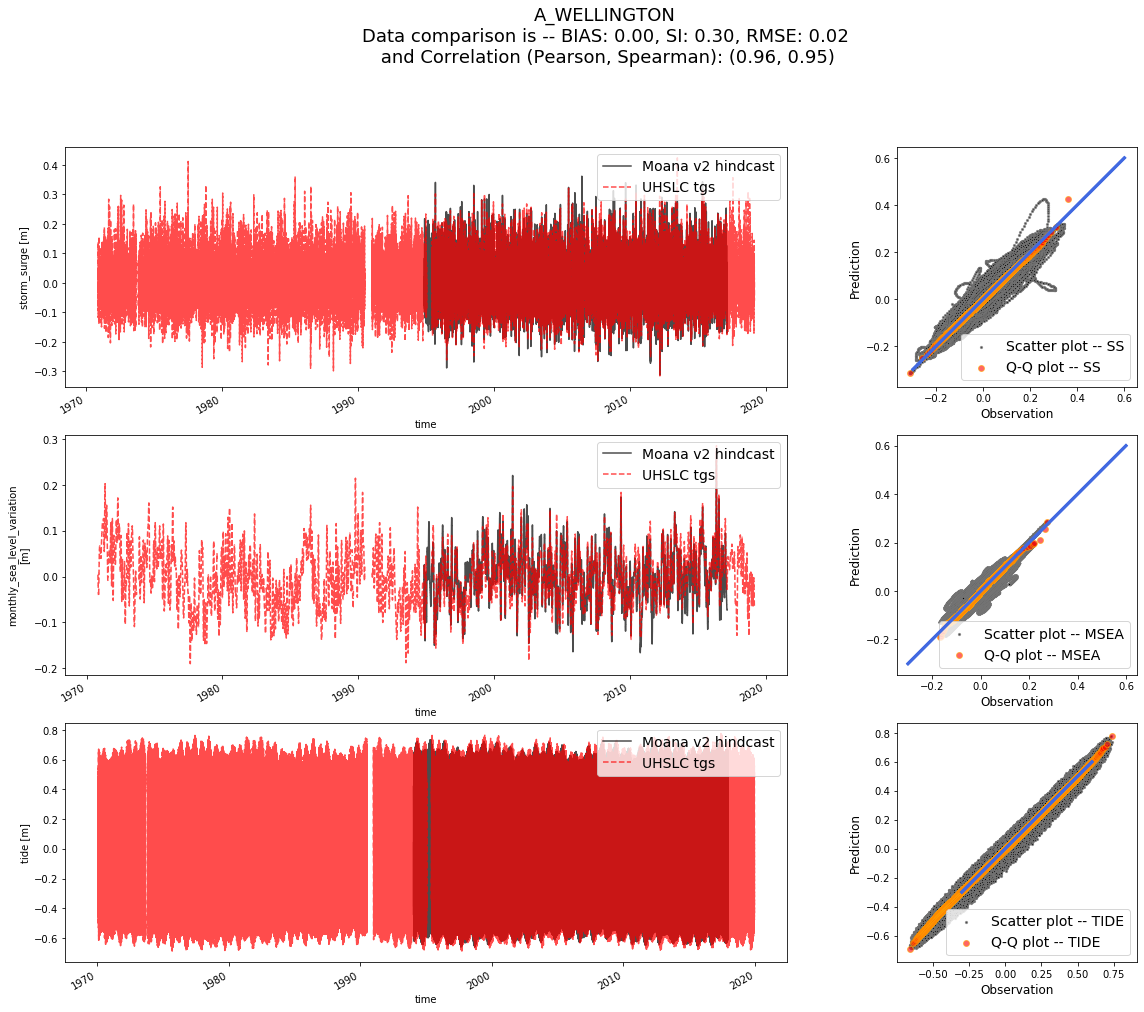 A_WELLINGTON
Data comparison is -- BIAS: 0.00, SI: 0.30, RMSE: 0.02
and Correlation (Pearson, Spearman): (0.96, 0.95)
storm_surge [m]
0.4
0.3
0.2
0.1
0.0
−0.1
−0.2
−0.3
Moana v2 hindcast
UHSLC tgs
1970
1980
1990
2000
2010
2020
time
Prediction
0.6
0.4
0.2
0.0
−0.2
Scatter plot -- SS
Q-Q plot -- SS
−0.2
0.0
0.2
0.4
0.6
Observation
monthly_sea_level_variation
[m]
0.3
0.2
0.1
0.0
−0.1
−0.2
Moana v2 hindcast
UHSLC tgs
1970
1980
1990
2000
2010
2020
time
Prediction
0.6
0.4
0.2
0.0
−0.2
Scatter plot -- MSEA
Q-Q plot -- MSEA
−0.2
0.0
0.2
0.4
0.6
Observation
tide [m]
0.8
0.6
0.4
0.2
0.0
−0.2
−0.4
−0.6
Moana v2 hindcast
UHSLC tgs
1970
1980
1990
2000
2010
2020
time
Prediction
0.8
0.6
0.4
0.2
0.0
−0.2
−0.4
−0.6
Scatter plot -- TIDE
Q-Q plot -- TIDE
−0.50
−0.25
0.00
0.25
0.50
0.75
Observation